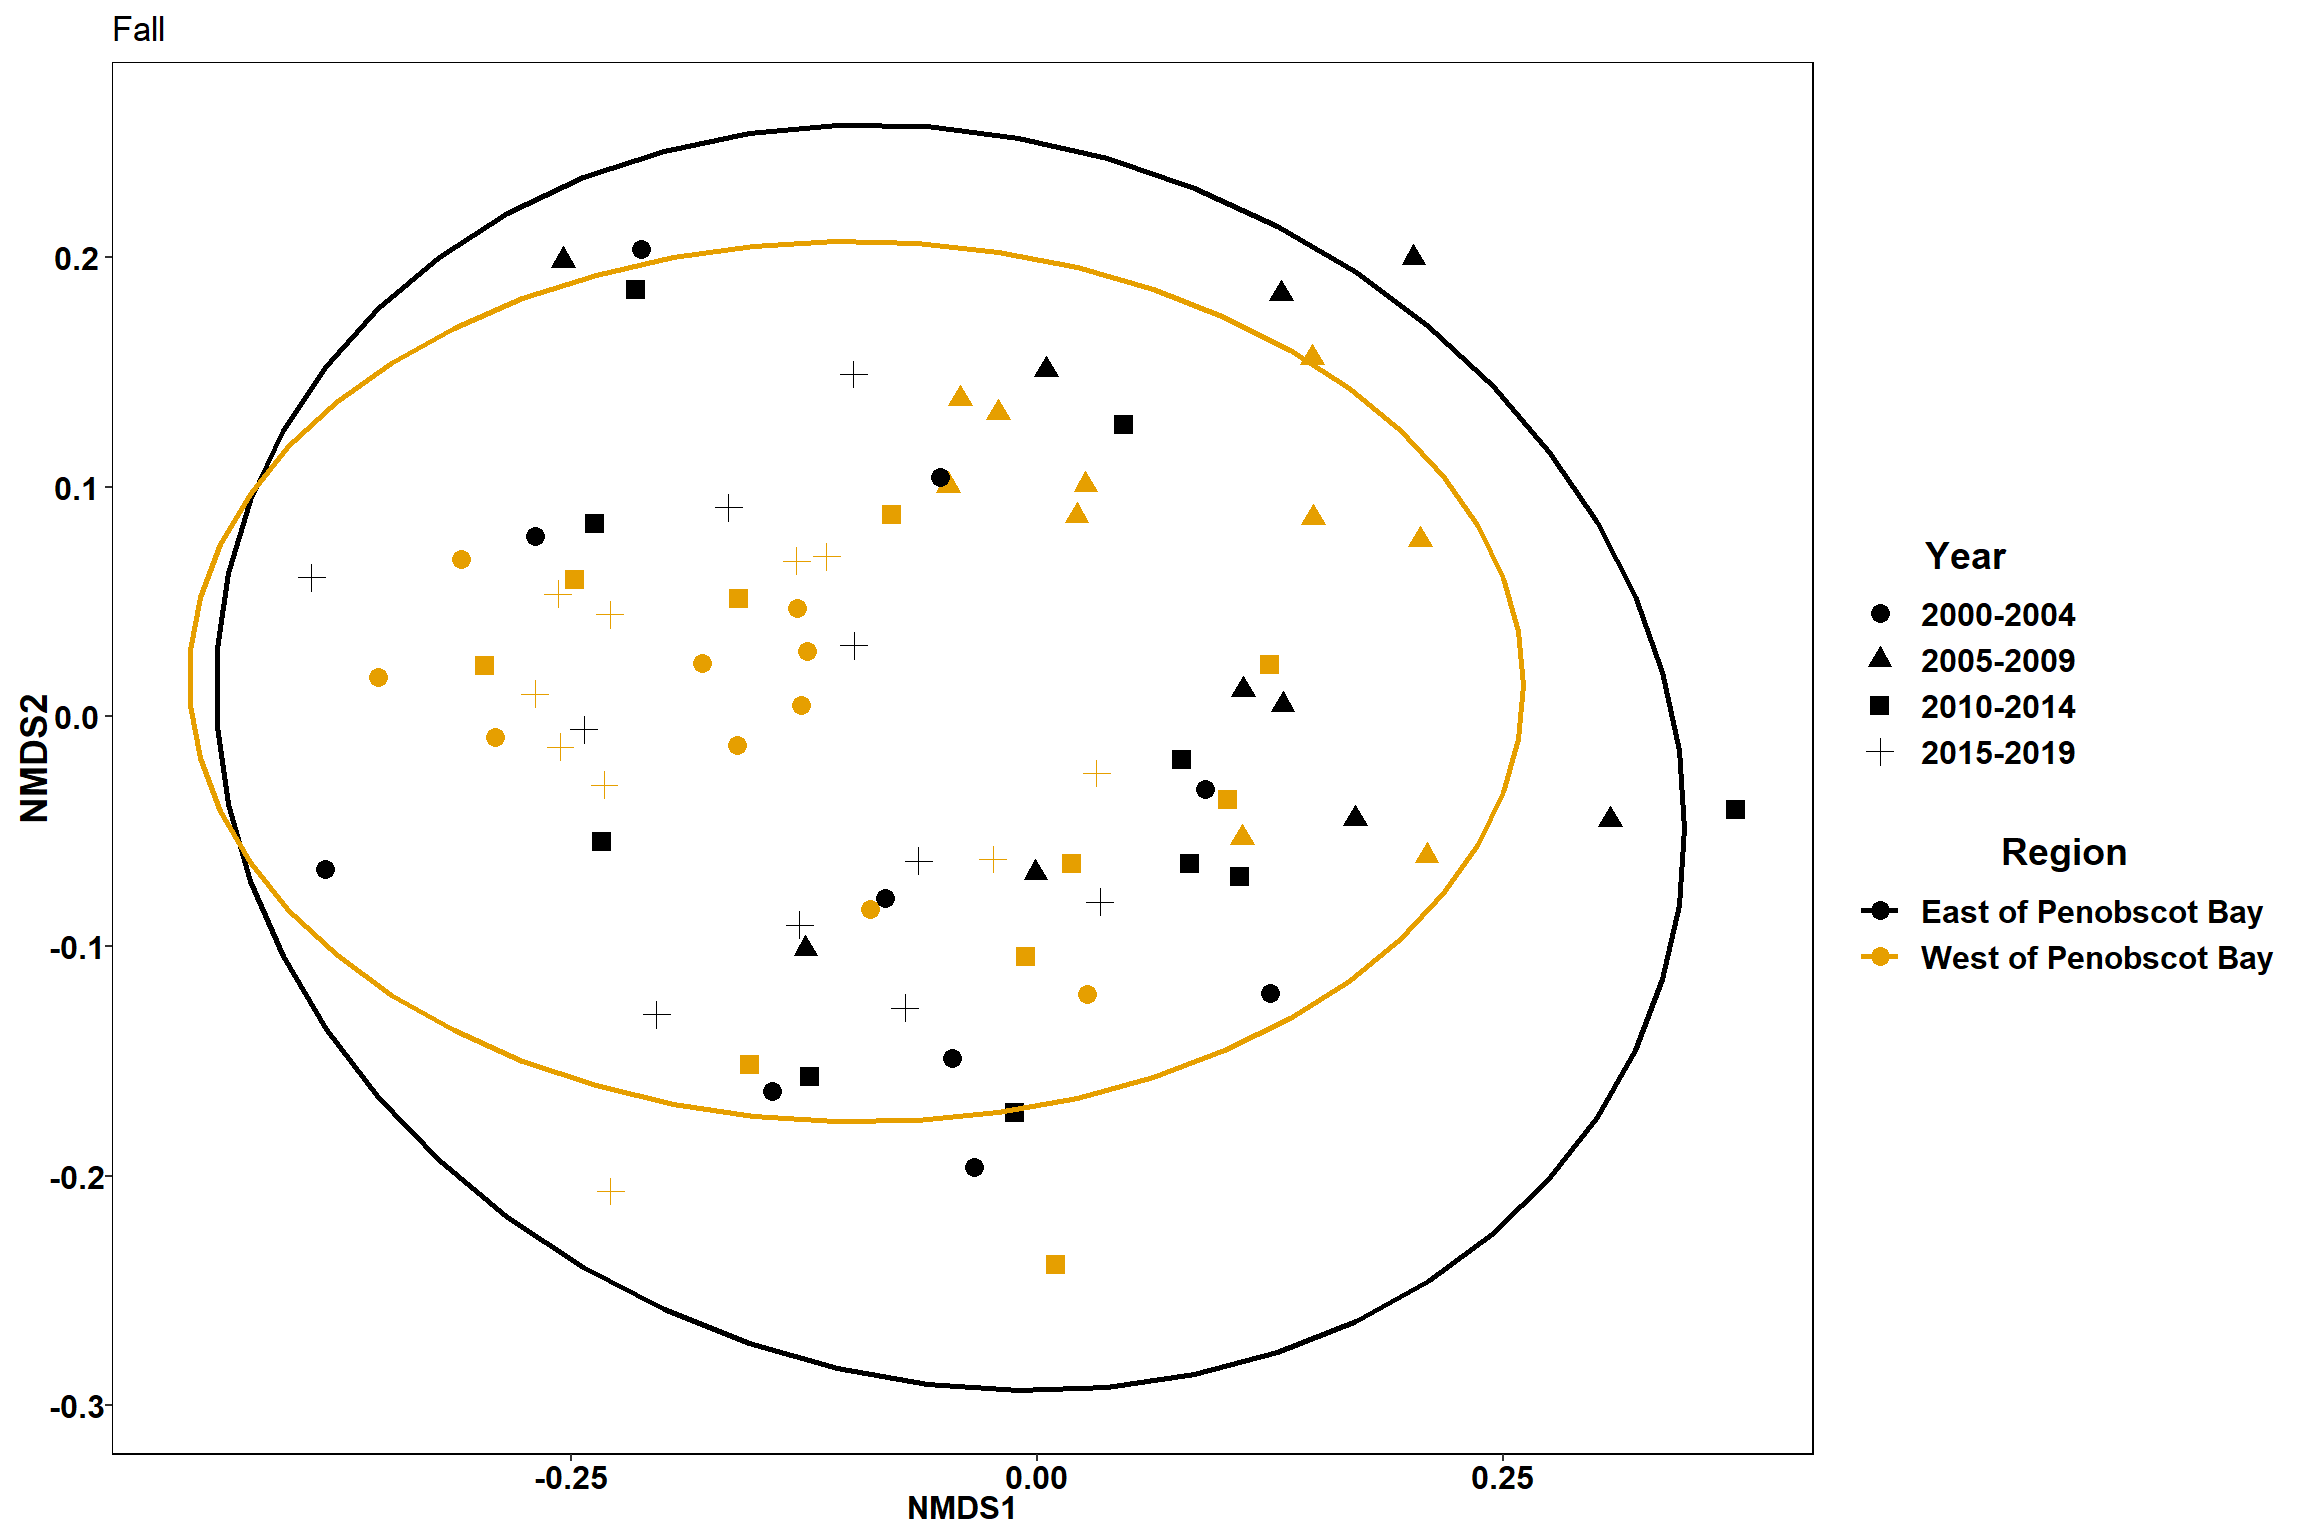 Fall
NMDS2
0.2
0.1
0.0
-0.1
-0.2
-0.3
-0.25
0.00
0.25
NMDS1
Year
2000-2004
2005-2009
2010-2014
2015-2019
Region
East of Penobscot Bay
West of Penobscot Bay